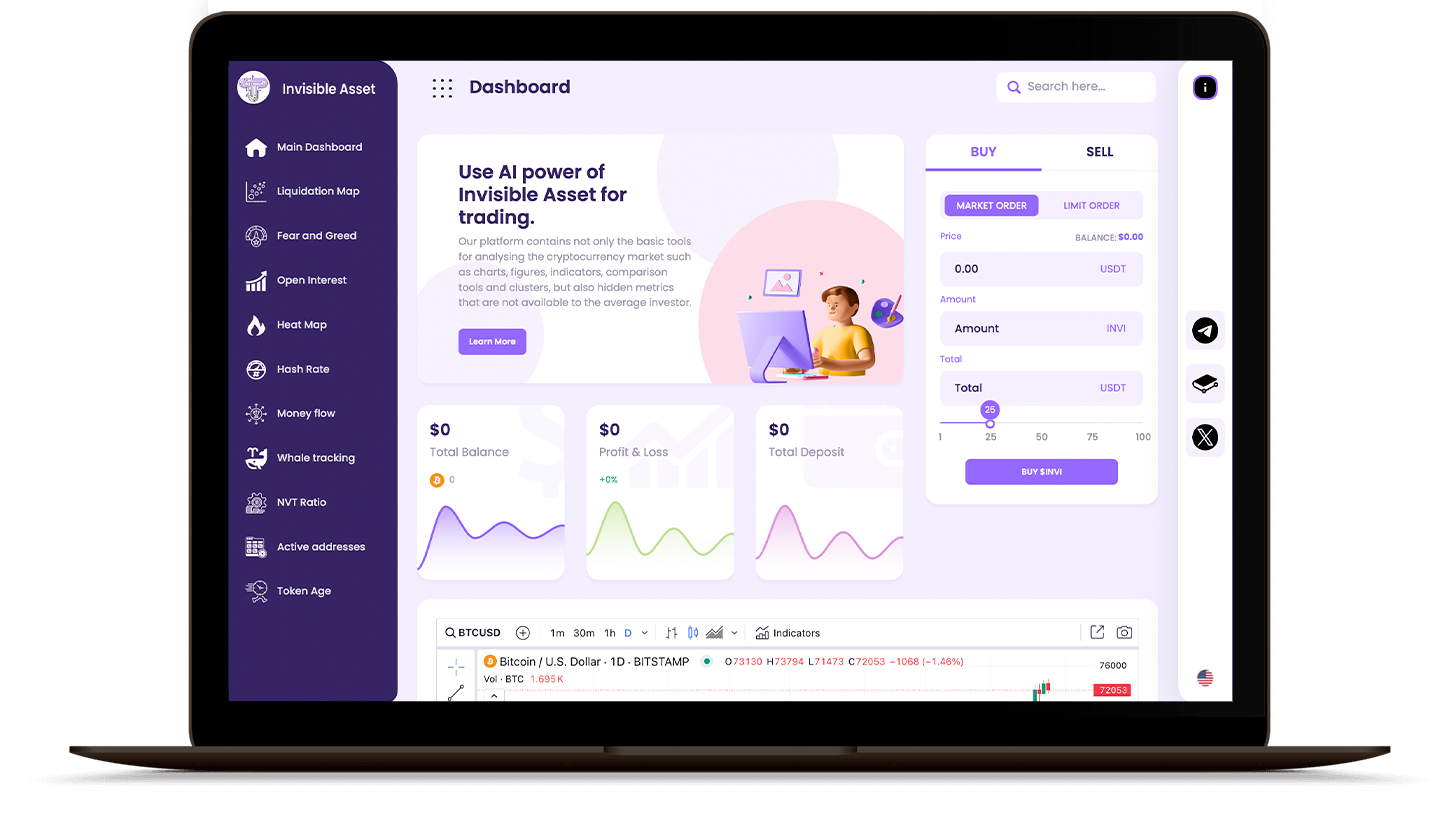 Invisible Asset
Main Dashboard
Liquidation Map
Fear and Greed
Open Interest
Heat Map
Hash Rate
Money flow
Whale tracking
NVT Ratio
Active addresses
Token Age
Dashboard
Search here...
i
Use AI power of
Invisible Asset for
trading.
Our platform contains not only the basic tools
for analysing the cryptocurrency market such
as charts, figures, indicators, comparison
tools and clusters, but also hidden metrics
that are not available to the average investor.
Learn More
BUY SELL
MARKET ORDER LIMIT ORDER
Price BALANCE: $0.00
0.00 USDT
Amount
Amount INVI
Total
Total USDT
25
1 25 50 75 100
BUY $INVI
$0
Total Balance
0
$0
Profit & Loss
+0%
$0
Total Deposit
BTCUSD 1m 30m 1h D Indicators
Bitcoin / U.S. Dollar · 1D · BITSTAMP O73130 H73794 L71473 C72053 −1068 (−1.46%)
Vol · BTC 1.695K
76000
72053